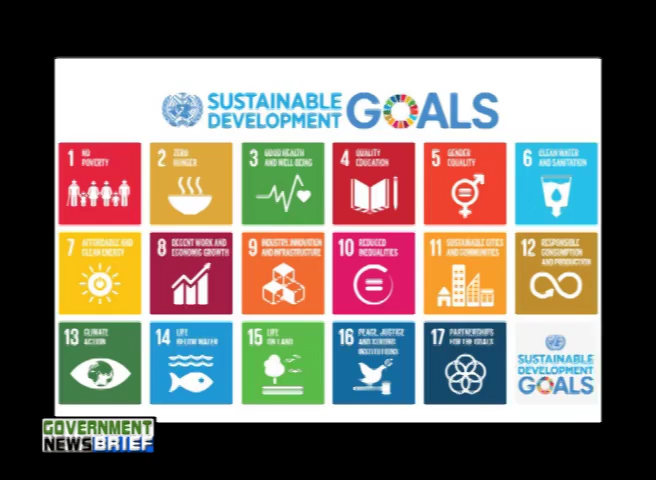 SUSTAINABLE
DEVELOPMENT
GOALS
1 NO
POVERTY
2 ZERO
HUNGER
3 GOOD HEALTH
AND WELL-BEING
4 QUALITY
EDUCATION
5 GENDER
EQUALITY
6 CLEAN WATER
AND SANITATION
7 AFFORDABLE AND
CLEAN ENERGY
8 DECENT WORK AND
ECONOMIC GROWTH
9 INDUSTRY, INNOVATION
AND INFRASTRUCTURE
10 REDUCED
INEQUALITIES
11 SUSTAINABLE CITIES
AND COMMUNITIES
12 RESPONSIBLE
CONSUMPTION
AND PRODUCTION
13 CLIMATE
ACTION
14 LIFE
BELOW WATER
15 LIFE
ON LAND
16 PEACE, JUSTICE
AND STRONG
INSTITUTIONS
17 PARTNERSHIPS
FOR THE GOALS
SUSTAINABLE
DEVELOPMENT
GOALS
GOVERNMENT
NEWSBRIEF